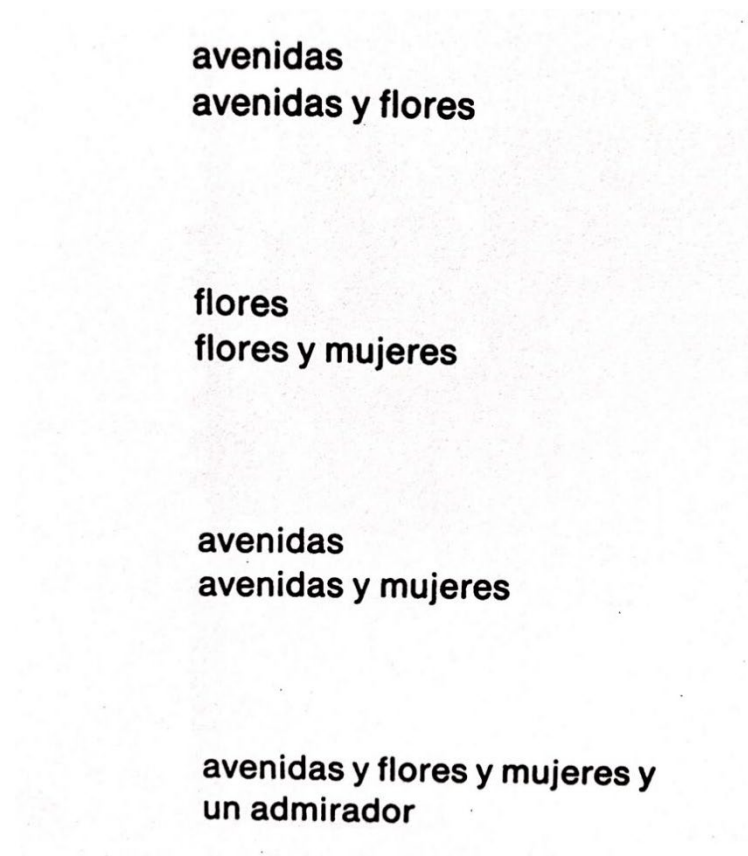 avenidas
avenidas y flores
flores
flores y mujeres
avenidas
avenidas y mujeres
avenidas y flores y mujeres y
un admirador